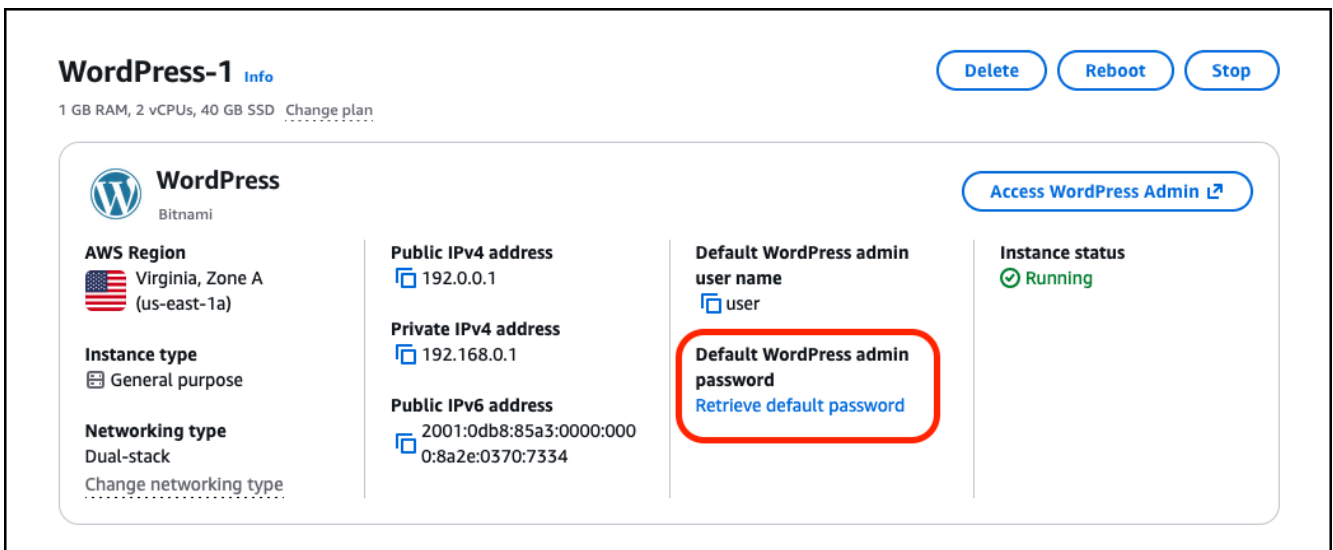 WordPress-1 Info
Delete
Reboot
Stop
1 GB RAM, 2 vCPUs, 40 GB SSD Change plan
WordPress
Bitnami
Access WordPress Admin
AWS Region
Virginia, Zone A
(us-east-1a)
Instance type
General purpose
Networking type
Dual-stack
Change networking type
Public IPv4 address
192.0.0.1
Private IPv4 address
192.168.0.1
Public IPv6 address
2001:0db8:85a3:0000:000
0:8a2e:0370:7334
Default WordPress admin
user name
user
Default WordPress admin
password
Retrieve default password
Instance status
Running